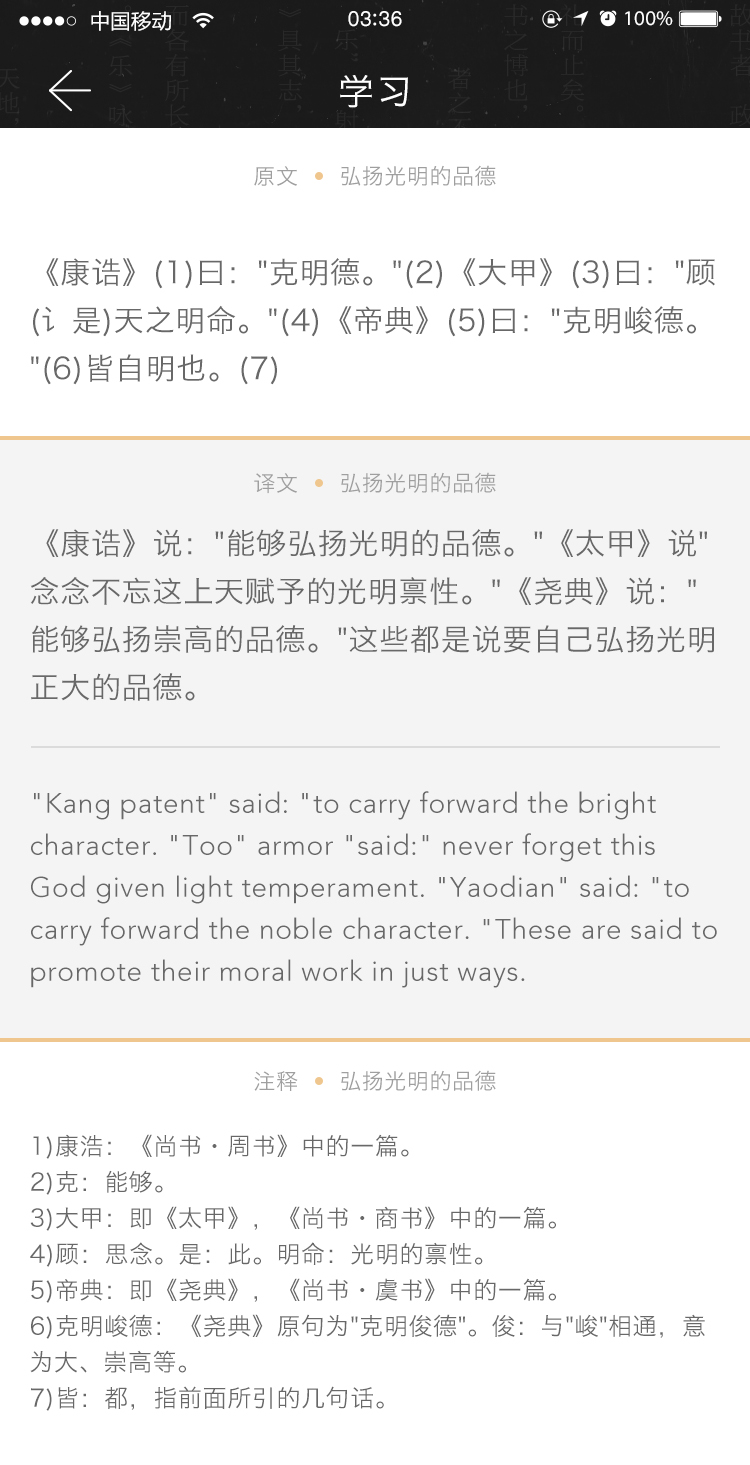 中国移动 03:36 100%
学习
原文 • 弘扬光明的品德
《康诰》(1)曰："克明德。"(2)《大甲》(3)曰："顾
(讠是)天之明命。"(4)《帝典》(5)曰："克明峻德。
"(6)皆自明也。(7)
译文 • 弘扬光明的品德
《康诰》说："能够弘扬光明的品德。"《太甲》说"
念念不忘这上天赋予的光明禀性。"《尧典》说："
能够弘扬崇高的品德。"这些都是说要自己弘扬光明
正大的品德。
"Kang patent" said: "to carry forward the bright
character. "Too" armor "said:" never forget this
God given light temperament. "Yaodian" said: "to
carry forward the noble character. "These are said to
promote their moral work in just ways.
注释 • 弘扬光明的品德
1)康浩：《尚书·周书》中的一篇。
2)克：能够。
3)大甲：即《太甲》，《尚书·商书》中的一篇。
4)顾：思念。是：此。明命：光明的禀性。
5)帝典：即《尧典》，《尚书·虞书》中的一篇。
6)克明峻德：《尧典》原句为"克明俊德"。俊：与"峻"相通，意
为大、崇高等。
7)皆：都，指前面所引的几句话。